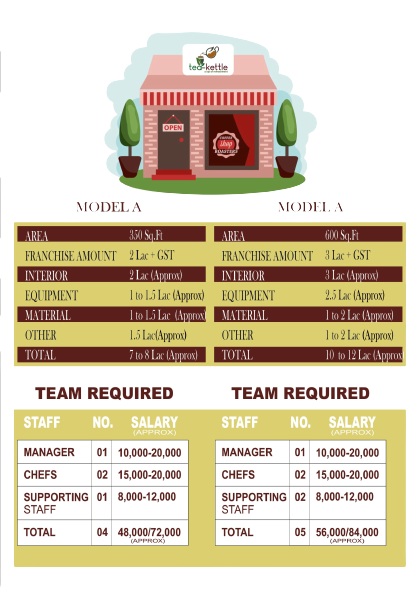 tea-kettle
OPEN
shop
MODEL A
MODEL A
AREA 350 Sq.Ft
FRANCHISE AMOUNT 2 Lac + GST
INTERIOR 2 Lac (Approx)
EQUIPMENT 1 to 1.5 Lac (Approx)
MATERIAL 1 to 1.5 Lac (Approx)
OTHER 1.5 Lac(Approx)
TOTAL 7 to 8 Lac (Approx)
AREA 600 Sq.Ft
FRANCHISE AMOUNT 3 Lac + GST
INTERIOR 3 Lac (Approx)
EQUIPMENT 2.5 Lac (Approx)
MATERIAL 1 to 2 Lac (Approx)
OTHER 1 to 2 Lac (Approx)
TOTAL 10 to 12 Lac (Approx
TEAM REQUIRED
STAFF NO. SALARY
(APPROX)
MANAGER 01 10,000-20,000
CHEFS 02 15,000-20,000
SUPPORTING 01 8,000-12,000
STAFF
TOTAL 04 48,000/72,000
(APPROX)
TEAM REQUIRED
STAFF NO. SALARY
(APPROX)
MANAGER 01 10,000-20,000
CHEFS 02 15,000-20,000
SUPPORTING 02 8,000-12,000
STAFF
TOTAL 05 56,000/84,000
(APPROX)